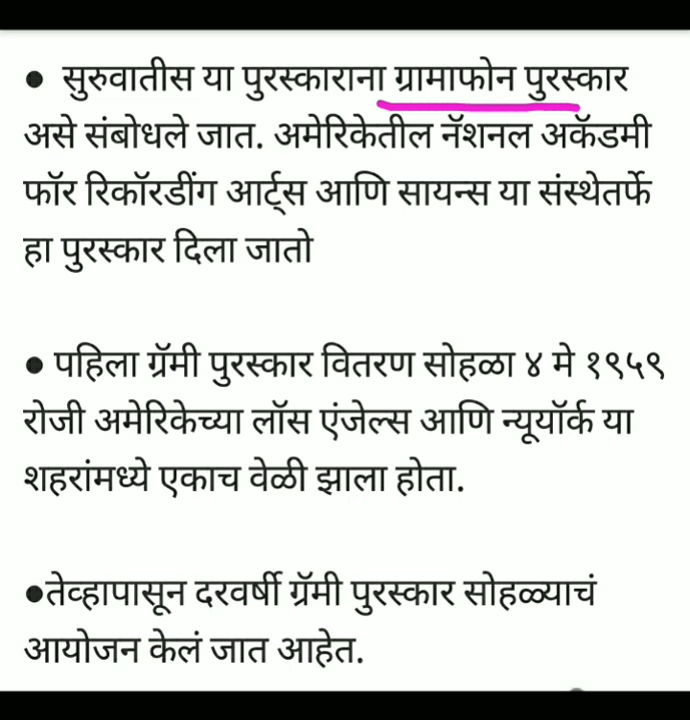 ● सुरुवातीस या पुरस्काराना ग्रामाफोन पुरस्कार
असे संबोधले जात. अमेरिकेतील नॅशनल अकॅडमी
फॉर रिकॉरडींग आर्ट्स आणि सायन्स या संस्थेतर्फे
हा पुरस्कार दिला जातो
● पहिला ग्रॅमी पुरस्कार वितरण सोहळा ४ मे १९५९
रोजी अमेरिकेच्या लॉस एंजेल्स आणि न्यूयॉर्क या
शहरांमध्ये एकाच वेळी झाला होता.
●तेव्हापासून दरवर्षी ग्रॅमी पुरस्कार सोहळ्याचं
आयोजन केलं जात आहेत.